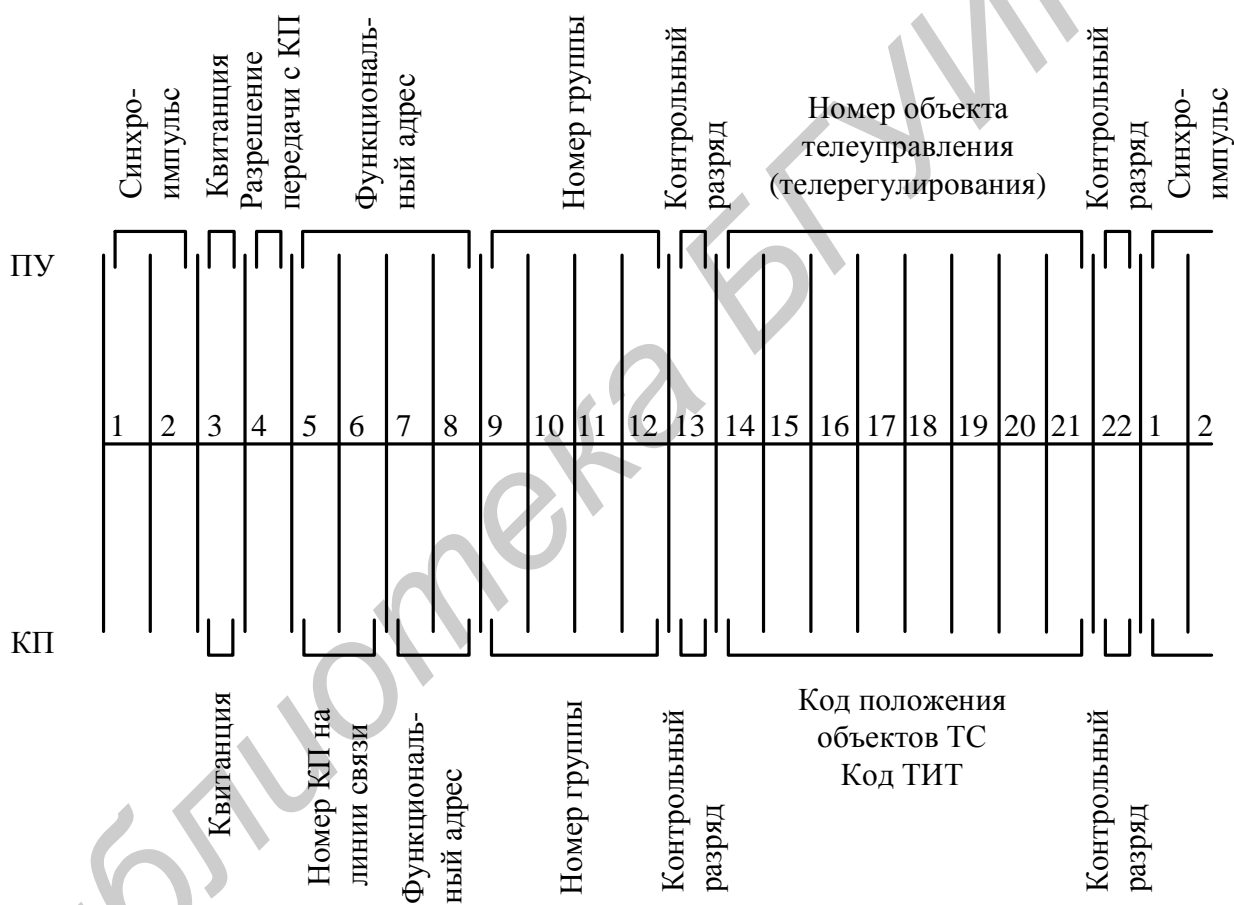 Синхро-
импульс
Квитанция
Разрешение
передачи с КП
Функциональ-
ный адрес
Номер группы
Контрольный
разряд
Номер объекта
телеуправления
(телерегулирования)
Контрольный
разряд
Синхро-
импульс
ПУ
1 2 3 4 5 6 7 8 9 10 11 12 13 14 15 16 17 18 19 20 21 22 1 2
КП
Квитанция
Номер КП на
линии связи
Функциональ-
ный адрес
Номер группы
Контрольный
разряд
Код положения
объектов ТС
Код ТИТ
Контрольный
разряд
блиотека БГУИ